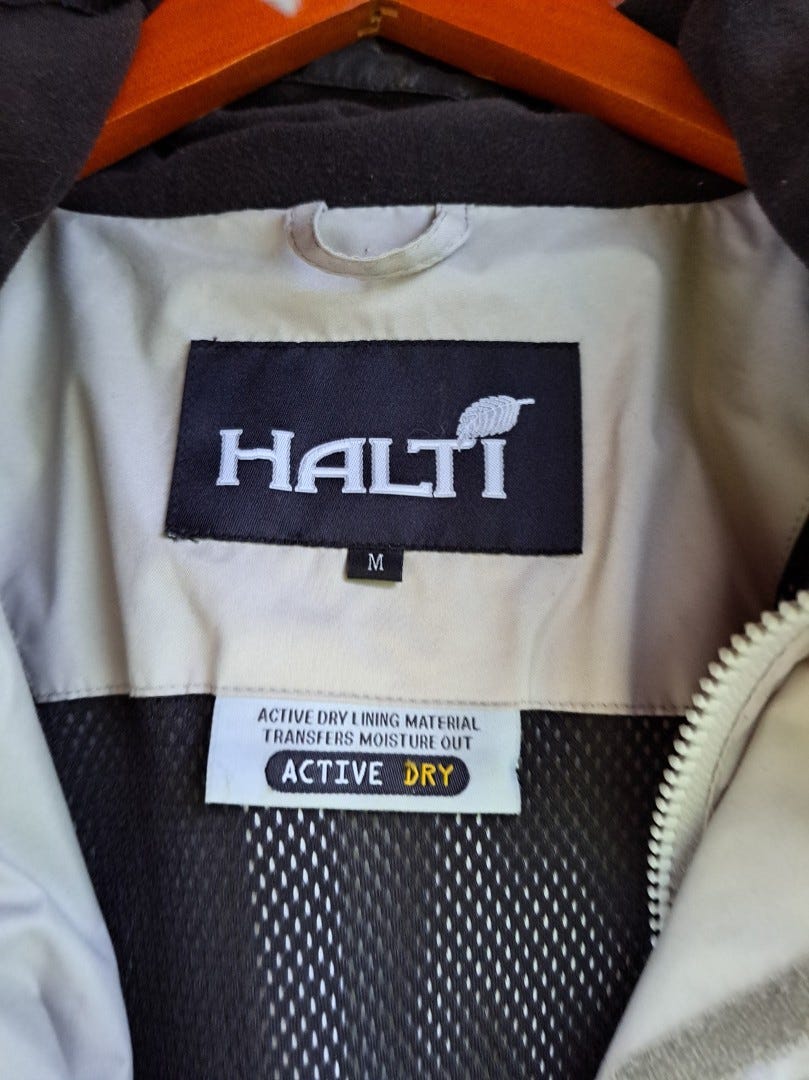 HALTI
M
ACTIVE DRY LINING MATERIAL
TRANSFERS MOISTURE OUT
ACTIVE DRY